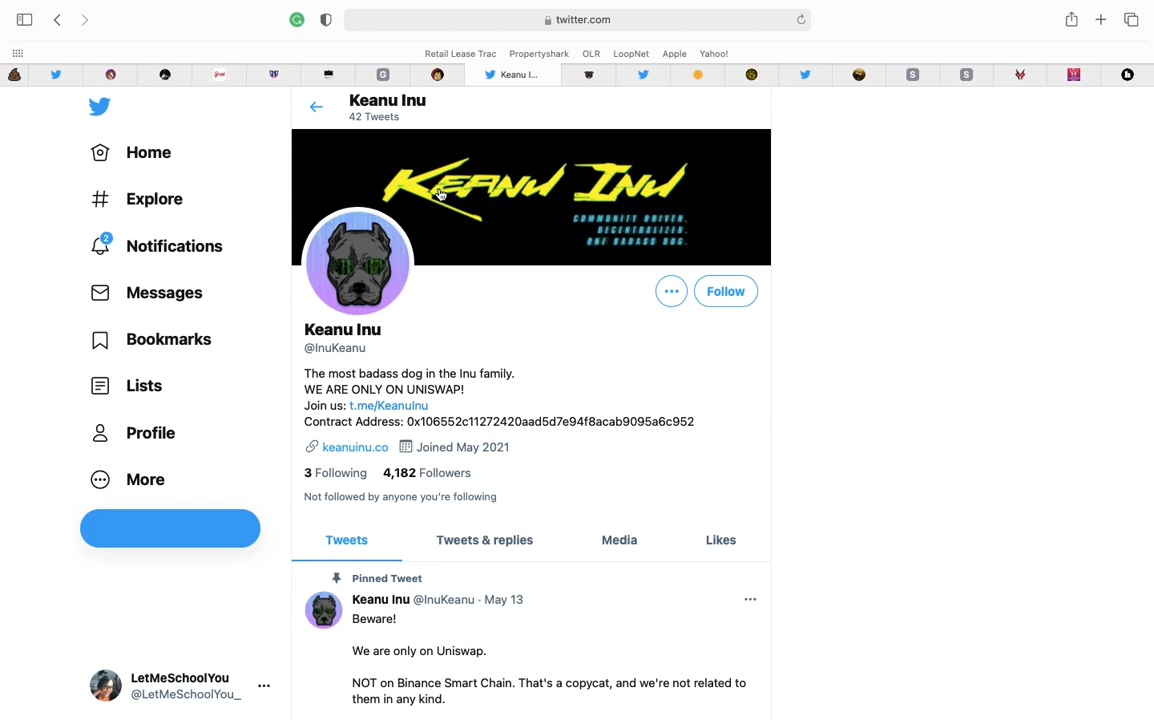 twitter.com
Retail Lease Trac Propertyshark OLR LoopNet Apple Yahoo!
G
Keanu I...
S
S
Keanu Inu
42 Tweets
KEANU INU
COMMUNITY DRIVEN.
DECENTRALIZED.
ONE BADASS DOG.
Home
Explore
2
Notifications
Messages
Bookmarks
Lists
Profile
More
Follow
Keanu Inu
@InuKeanu
The most badass dog in the Inu family.
WE ARE ONLY ON UNISWAP!
Join us: t.me/KeanuInu
Contract Address: 0x106552c11272420aad5d7e94f8acab9095a6c952
keanuinu.co Joined May 2021
3 Following 4,182 Followers
Not followed by anyone you're following
Tweets Tweets & replies Media Likes
Pinned Tweet
Keanu Inu @InuKeanu · May 13
Beware!
We are only on Uniswap.
NOT on Binance Smart Chain. That's a copycat, and we're not related to
them in any kind.
LetMeSchoolYou
@LetMeSchoolYou_